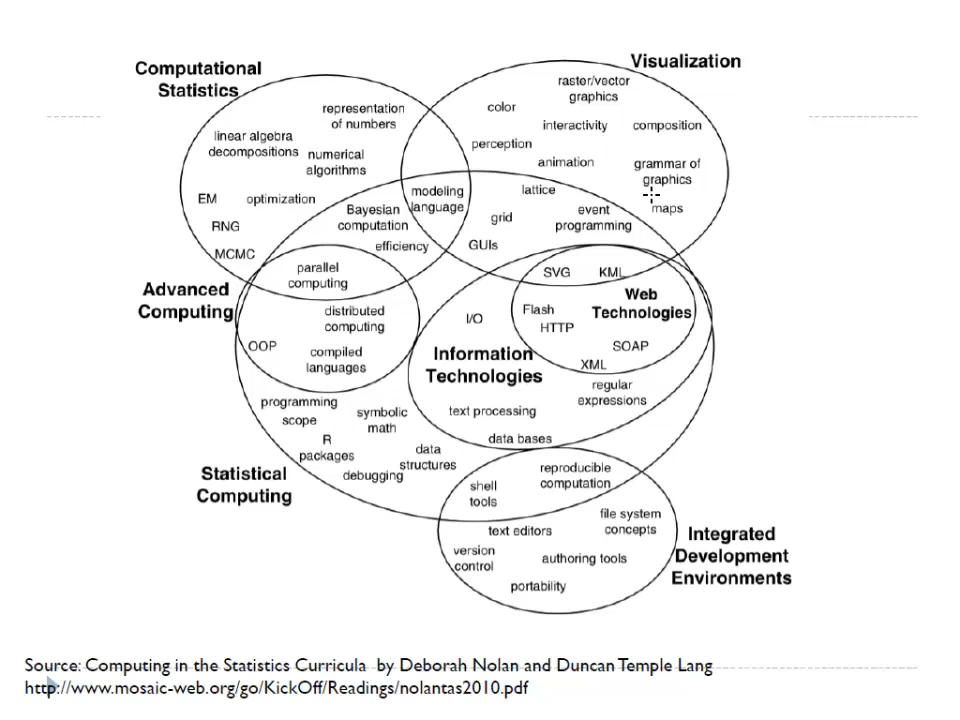 Computational
Statistics
Visualization
raster/vector
graphics
color
representation
of numbers
interactivity
composition
linear algebra
decompositions
perception
numerical
algorithms
animation
grammar of
graphics
EM
optimization
modeling
language
lattice
maps
Bayesian
computation
grid
event
programming
RNG
efficiency
GUIs
MCMC
parallel
computing
SVG
KML
Advanced
Computing
Web
Technologies
distributed
computing
I/O
Flash
HTTP
OOP
compiled
languages
Information
Technologies
SOAP
XML
regular
expressions
programming
scope
symbolic
math
text processing
R
packages
data bases
data
structures
debugging
Statistical
Computing
reproducible
computation
shell
tools
file system
concepts
text editors
Integrated
Development
Environments
version
control
authoring tools
portability
Source: Computing in the Statistics Curricula by Deborah Nolan and Duncan Temple Lang
http://www.mosaic-web.org/go/KickOff/Readings/nolantas2010.pdf